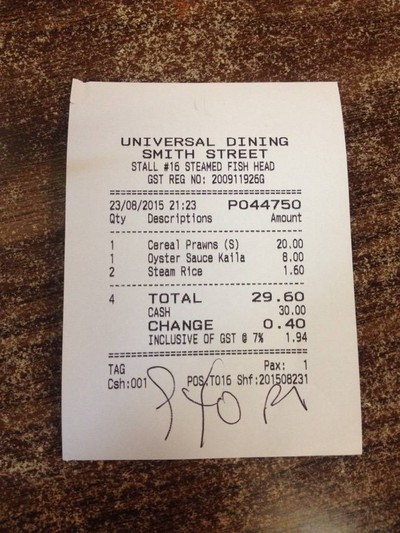 UNIVERSAL DINING
SMITH STREET
STALL #16 STEAMED FISH HEAD
GST REG NO: 200911926G
23/08/2015 21:23 PO44750
Qty Descriptions Amount
1 Cereal Prawns (S) 20.00
1 Oyster Sauce Kaila 8.00
2 Steam Rice 1.60
4 TOTAL 29.60
CASH 30.00
CHANGE 0.40
INCLUSIVE OF GST @ 7% 1.94
TAG Pax: 1
Csh:001 POS/T016 Shf:201508231